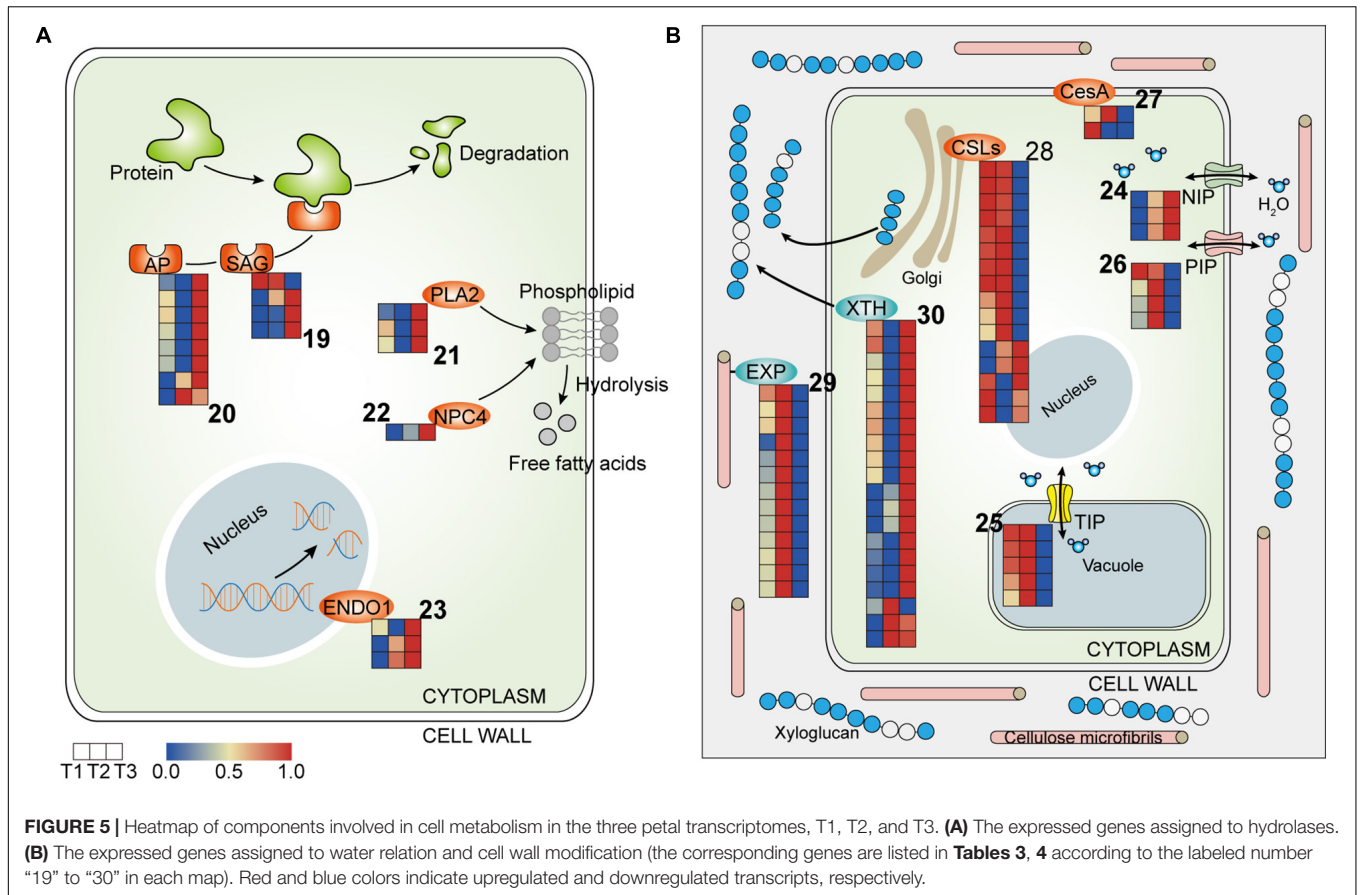 A
Protein
Degradation
AP
SAG
19
20
PLA2
21
Phospholipid
Hydrolysis
22
NPC4
Free fatty acids
Nucleus
ENDO1
23
CYTOPLASM
CELL WALL
T1 T2 T3
0.0 0.5 1.0
B
CesA
27
CSLs
28
24
NIP
H2O
26
PIP
Golgi
XTH
30
EXP
29
Nucleus
25
TIP
Vacuole
CYTOPLASM
CELL WALL
Xyloglucan
Cellulose microfibrils
FIGURE 5 | Heatmap of components involved in cell metabolism in the three petal transcriptomes, T1, T2, and T3. (A) The expressed genes assigned to hydrolases.
(B) The expressed genes assigned to water relation and cell wall modification (the corresponding genes are listed in Tables 3, 4 according to the labeled number
“19” to “30” in each map). Red and blue colors indicate upregulated and downregulated transcripts, respectively.